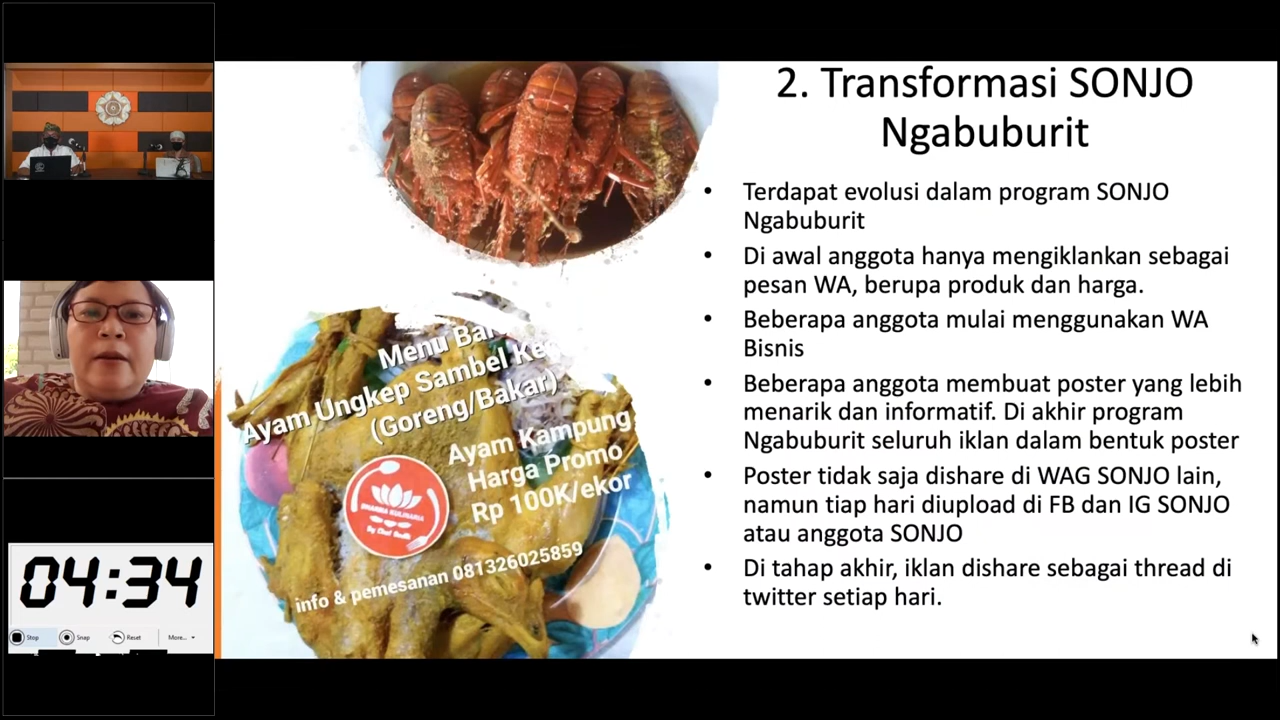 2. Transformasi SONJO
Ngabuburit
• Terdapat evolusi dalam program SONJO
Ngabuburit
• Di awal anggota hanya mengiklankan sebagai
pesan WA, berupa produk dan harga.
• Beberapa anggota mulai menggunakan WA
Bisnis
• Beberapa anggota membuat poster yang lebih
menarik dan informatif. Di akhir program
Ngabuburit seluruh iklan dalam bentuk poster
• Poster tidak saja dishare di WAG SONJO lain,
namun tiap hari diupload di FB dan IG SONJO
atau anggota SONJO
• Di tahap akhir, iklan dishare sebagai thread di
twitter setiap hari.
Menu
Ayam Ungkep Sambel
(Goreng/Bakar)
Ayam Kampung
Harga Promo
Rp 100K/ekor
info & pemesanan 081326025859
04:34
Stop
Snap
Reset
More...